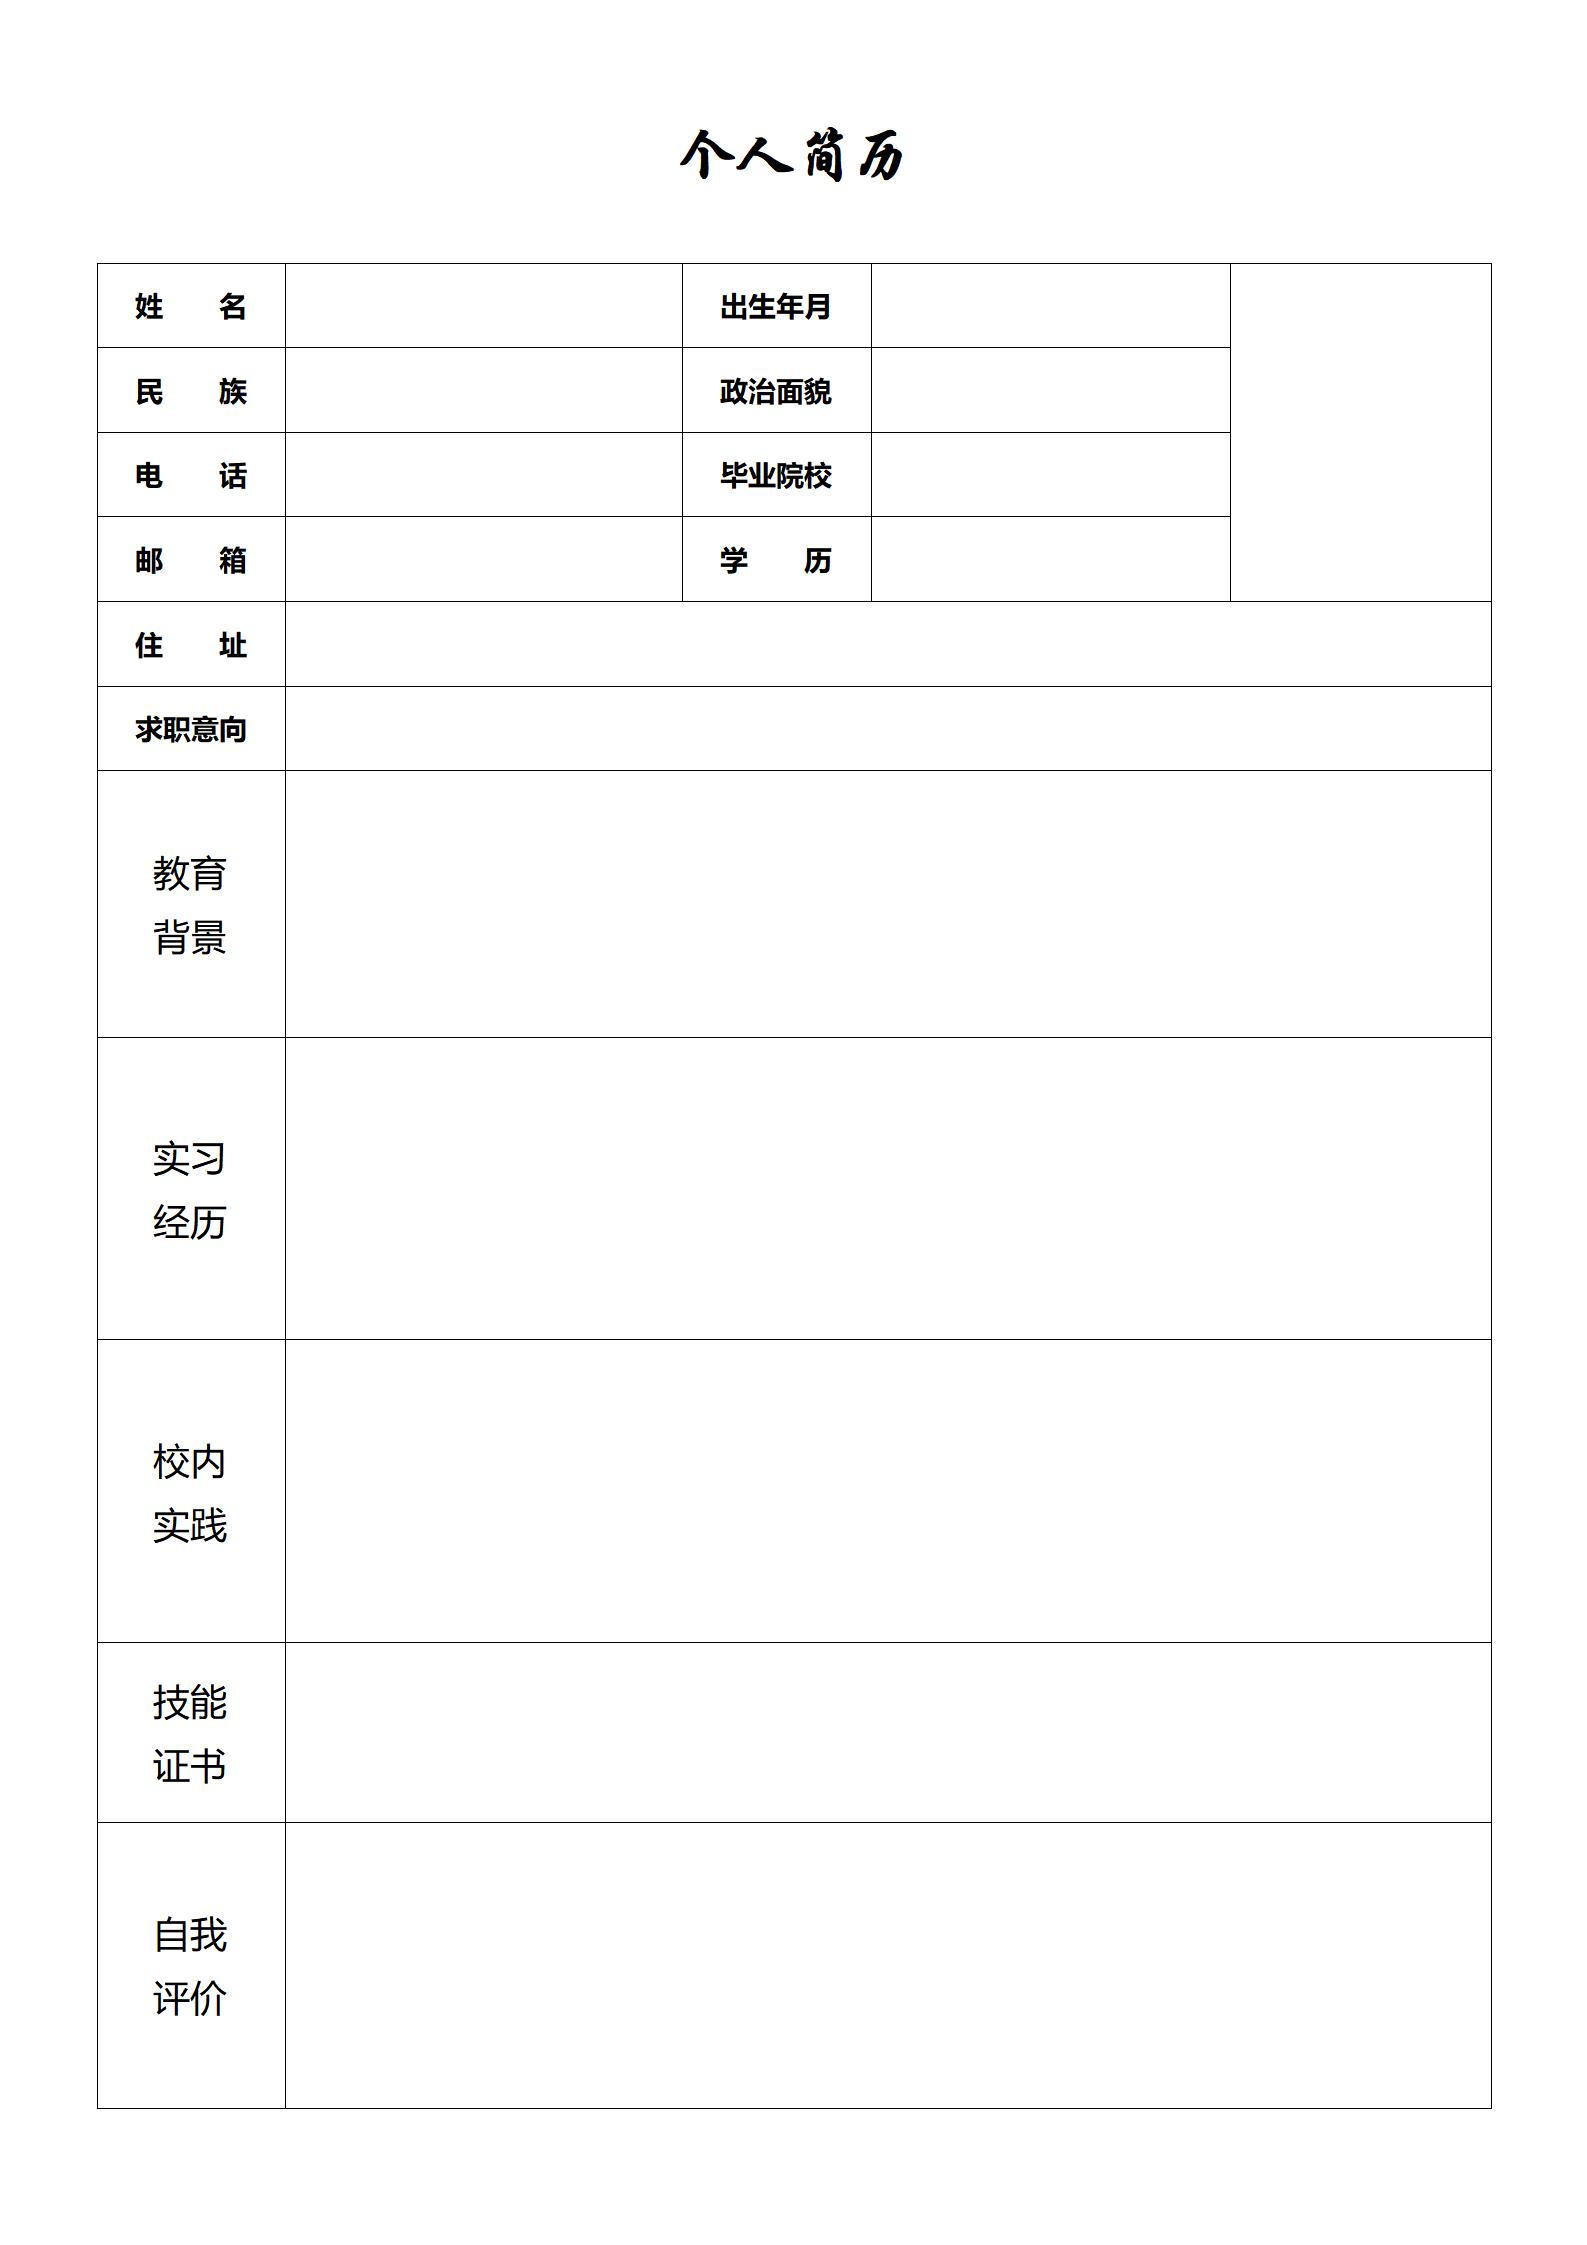 个人简历
姓　　名 出生年月
民　　族 政治面貌
电　　话 毕业院校
邮　　箱 学　　历
住　　址
求职意向
教育
背景
实习
经历
校内
实践
技能
证书
自我
评价